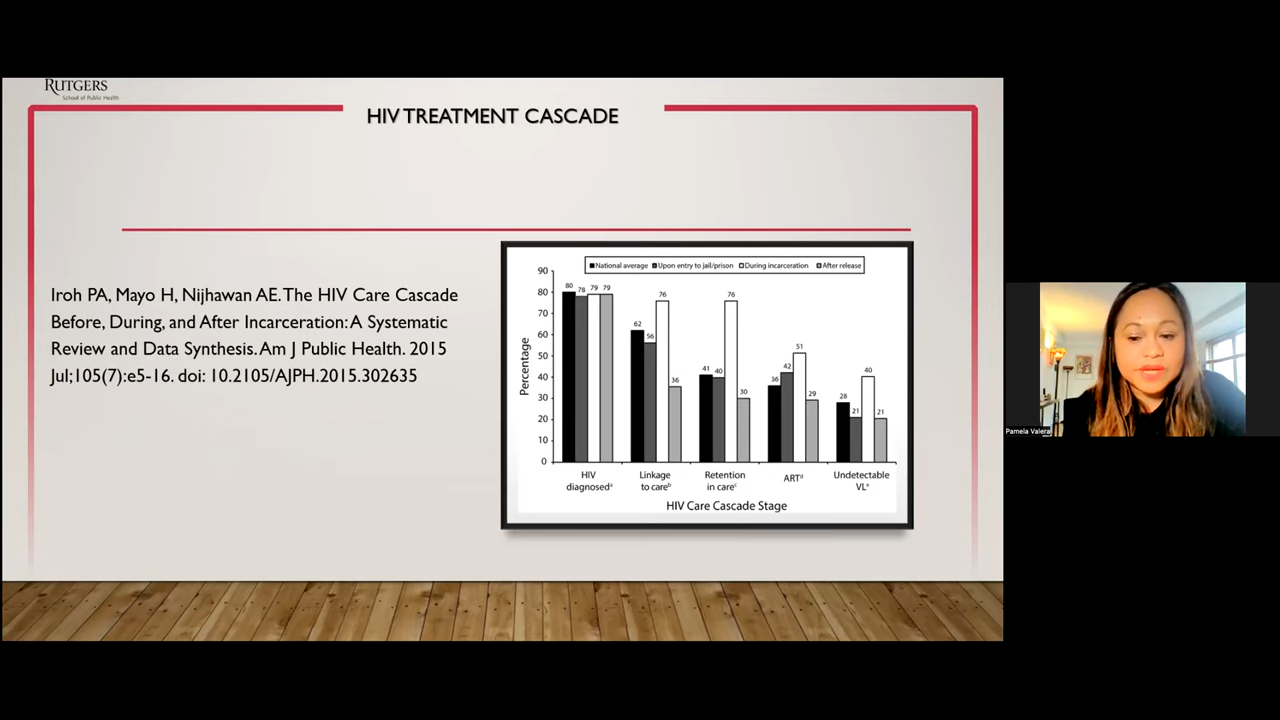 RUTGERS
School of Public Health
HIV TREATMENT CASCADE
Iroh PA, Mayo H, Nijhawan AE. The HIV Care Cascade
Before, During, and After Incarceration: A Systematic
Review and Data Synthesis. Am J Public Health. 2015
Jul;105(7):e5-16. doi: 10.2105/AJPH.2015.302635
National average Upon entry to jail/prison During incarceration After release
Percentage
90
80
70
60
50
40
30
20
10
0
80 78 79 79
62 56 76 36
41 40 76 30
36 42 51 29
28 21 40 21
HIV
diagnosedᵃ
Linkage
to careᵇ
Retention
in careᶜ
ARTᵈ
Undetectable
VLᵉ
HIV Care Cascade Stage
Pamela Valera